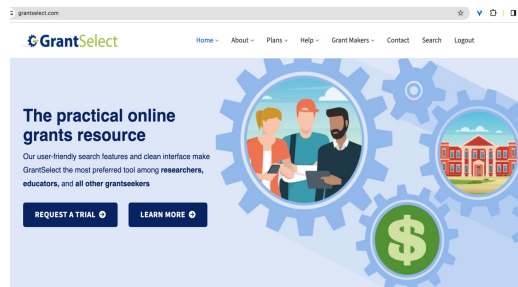 grantselect.com
GrantSelect
Home About Plans Help Grant Makers Contact Search Logout
The practical online
grants resource
Our user-friendly search features and clean interface make
GrantSelect the most preferred tool among researchers,
educators, and all other grantseekers
REQUEST A TRIAL LEARN MORE
$